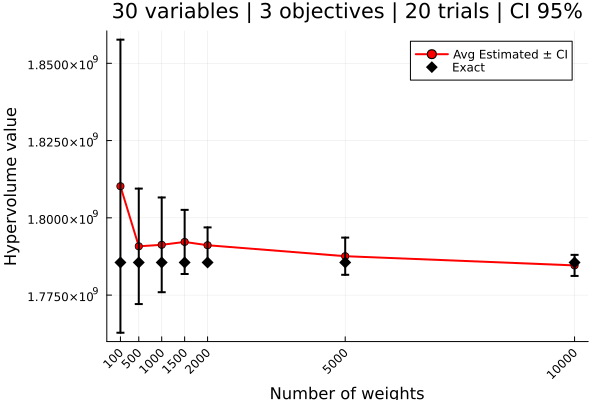 30 variables | 3 objectives | 20 trials | CI 95%
Avg Estimated ± CI
Exact
Hypervolume value
1.8500×10⁹
1.8250×10⁹
1.8000×10⁹
1.7750×10⁹
100 500 1000 1500 2000 5000 10000
Number of weights